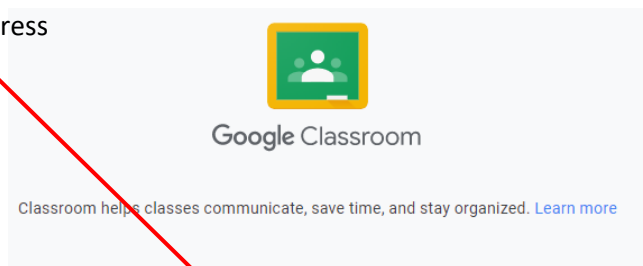 ress
Google Classroom
Classroom helps classes communicate, save time, and stay organized. Learn more